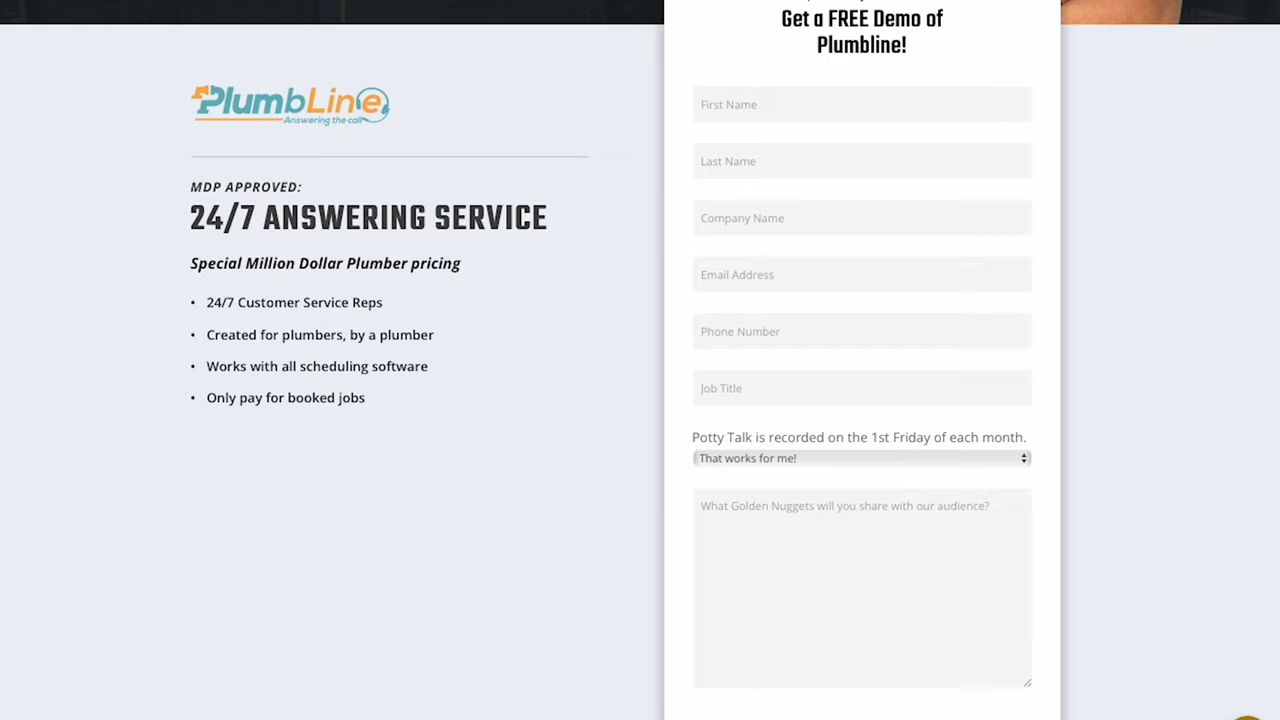 Get a FREE Demo of
Plumbline!
PlumbLine
Answering the call
MDP APPROVED:
24/7 ANSWERING SERVICE
Special Million Dollar Plumber pricing
• 24/7 Customer Service Reps
• Created for plumbers, by a plumber
• Works with all scheduling software
• Only pay for booked jobs
First Name
Last Name
Company Name
Email Address
Phone Number
Job Title
Potty Talk is recorded on the 1st Friday of each month.
That works for me!
What Golden Nuggets will you share with our audience?